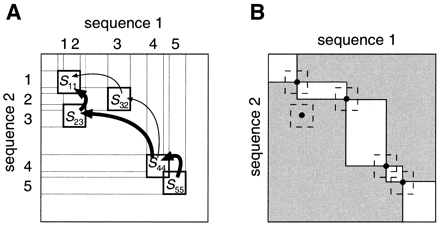 A
sequence 1
1 2 3 4 5
sequence 2
1
2
3
4
5
S11
S32
S23
S44
S55
B
sequence 1
sequence 2